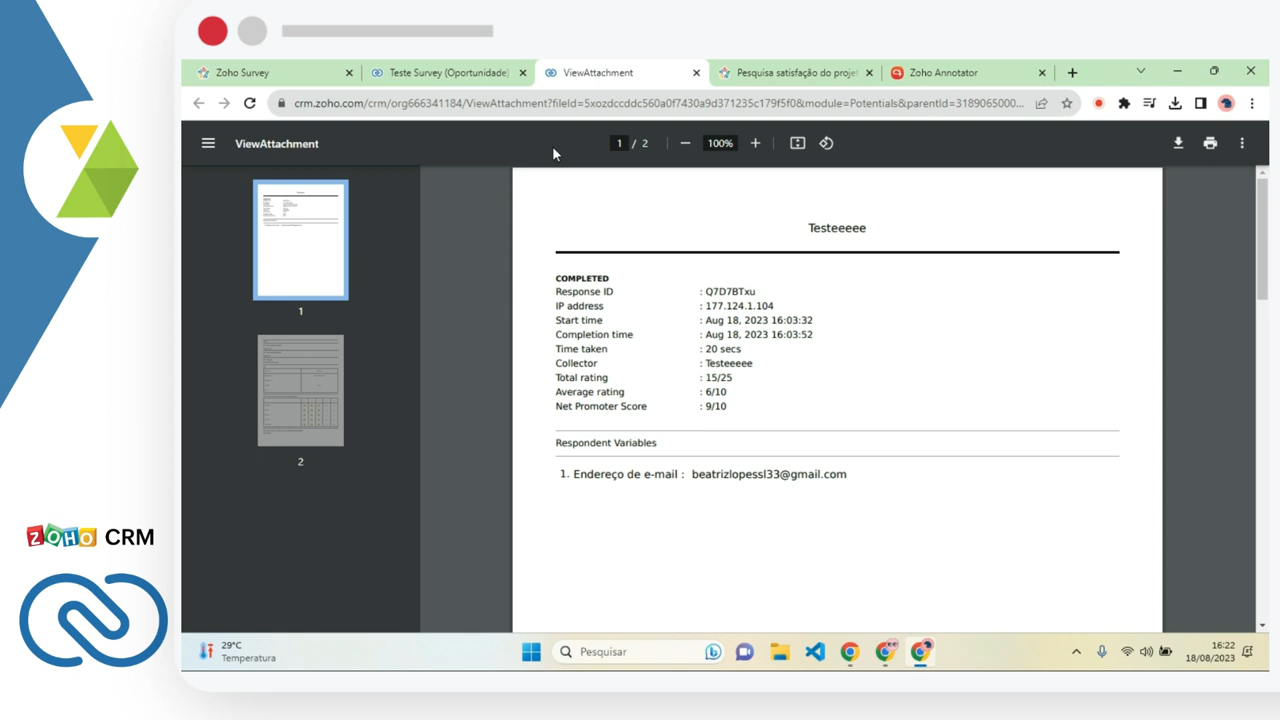 Zoho Survey
Teste Survey (Oportunidade)
ViewAttachment
Pesquisa satisfação do proje
Zoho Annotator
crm.zoho.com/crm/org666341184/ViewAttachment?fileId=5xozdccddc560a0f7430a9d371235c179f5f0&module=Potentials&parentId=3189065000...
ViewAttachment
1 / 2
100%
Testeeeee
COMPLETED
Response ID : Q7D7BTxu
IP address : 177.124.1.104
Start time : Aug 18, 2023 16:03:32
Completion time : Aug 18, 2023 16:03:52
Time taken : 20 secs
Collector : Testeeeee
Total rating : 15/25
Average rating : 6/10
Net Promoter Score : 9/10
Respondent Variables
1. Endereço de e-mail : beatrizlopessl33@gmail.com
1
2
ZOHO CRM
29°C
Temperatura
Pesquisar
16:22
18/08/2023